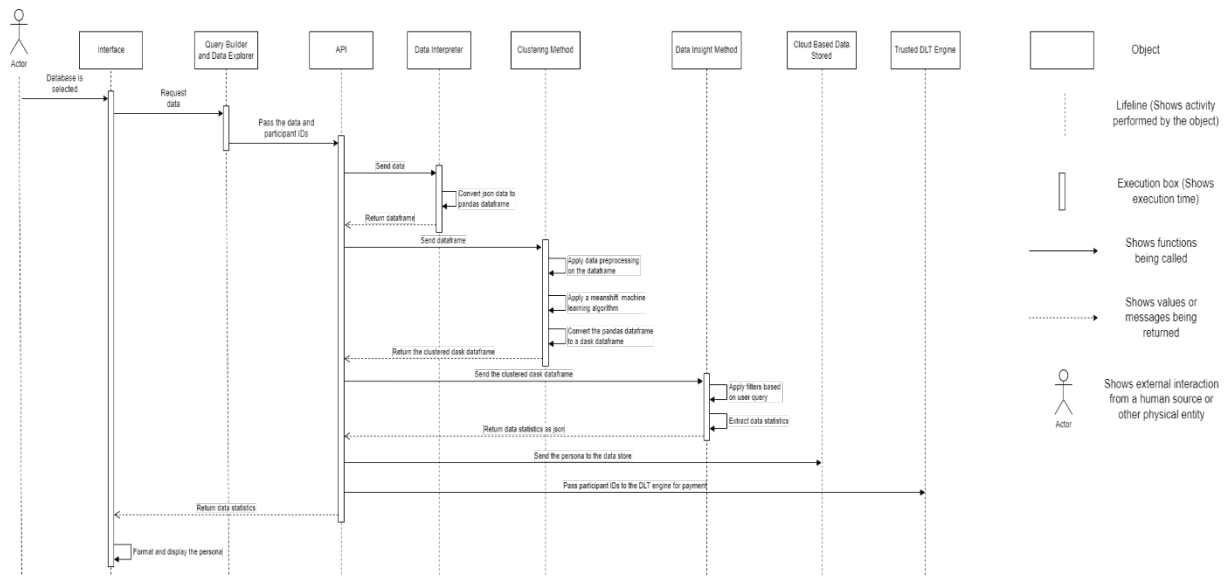 Actor
Interface
Query Builder
and Data Explorer
API
Data Interpreter
Clustering Method
Data Insight Method
Cloud Based Data
Stored
Trusted DLT Engine
Object
Database is
selected
Request
data
Pass the data and
participant IDs
Send data
Convert json data to
pandas dataframe
Return dataframe
Send dataframe
Apply data preprocessing
on the dataframe
Apply a meanshift machine
learning algorithm
Convert the pandas dataframe
to a dask dataframe
Return the clustered dask dataframe
Send the clustered dask dataframe
Apply filters based
on user query
Extract data statistics
Return data statistics as json
Send the persona to the data store
Pass participant IDs to the DLT engine for payment
Return data statistics
Format and display the persona
Lifeline (Shows activity
performed by the object)
Execution box (Shows
execution time)
Shows functions
being called
Shows values or
messages being
returned
Actor
Shows external interaction
from a human source or
other physical entity